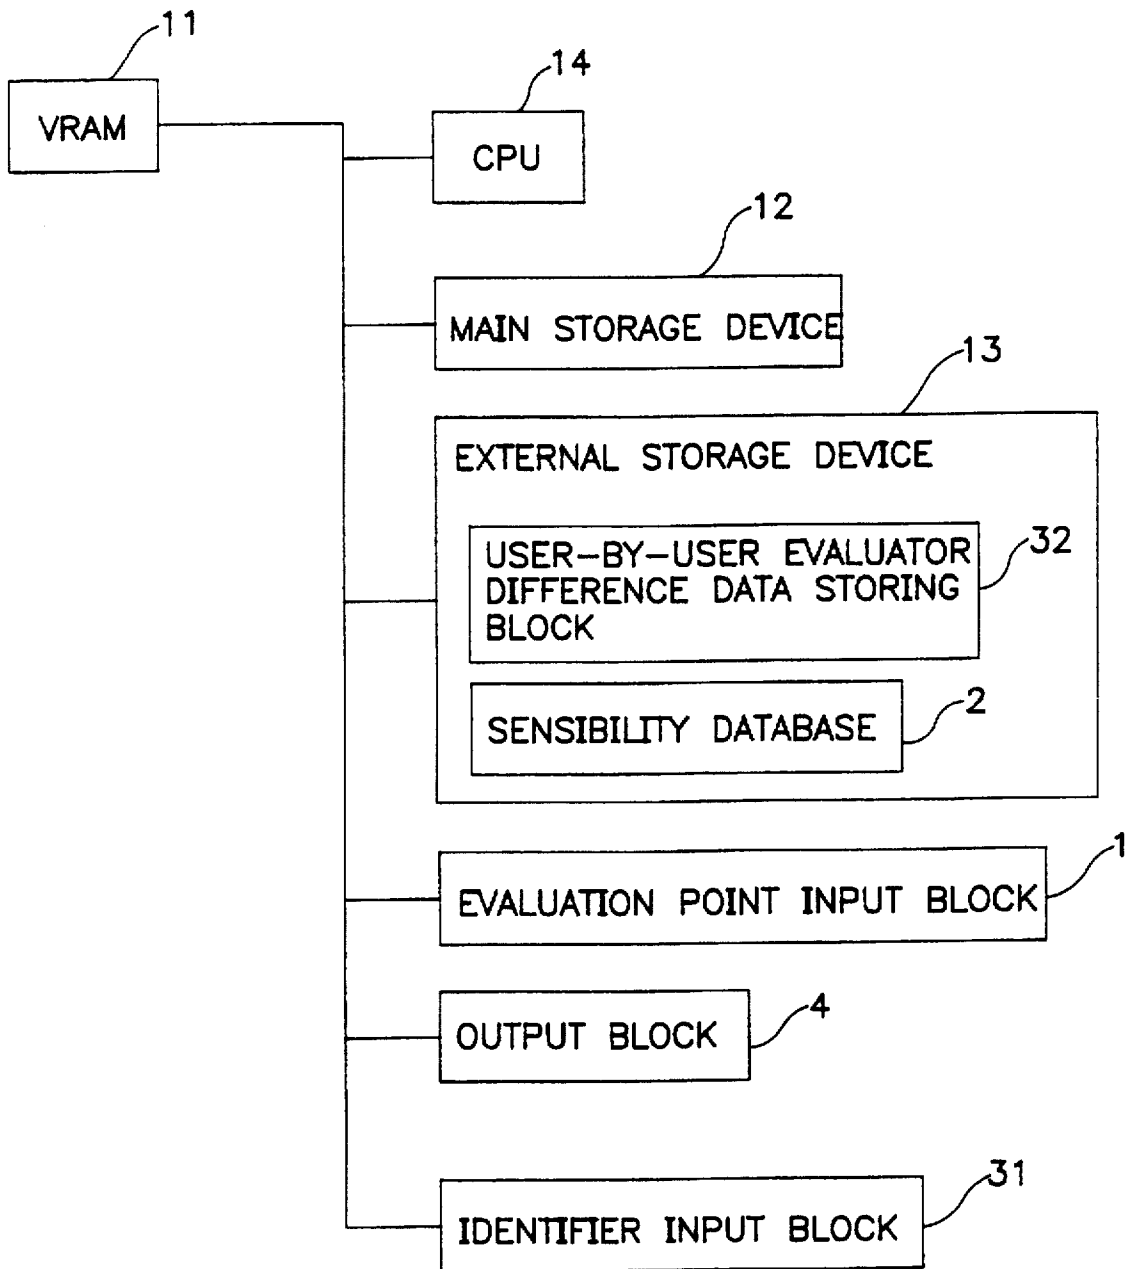 11
VRAM
14
CPU
12
MAIN STORAGE DEVICE
13
EXTERNAL STORAGE DEVICE
32
USER-BY-USER EVALUATOR
DIFFERENCE DATA STORING
BLOCK
2
SENSIBILITY DATABASE
1
EVALUATION POINT INPUT BLOCK
4
OUTPUT BLOCK
31
IDENTIFIER INPUT BLOCK